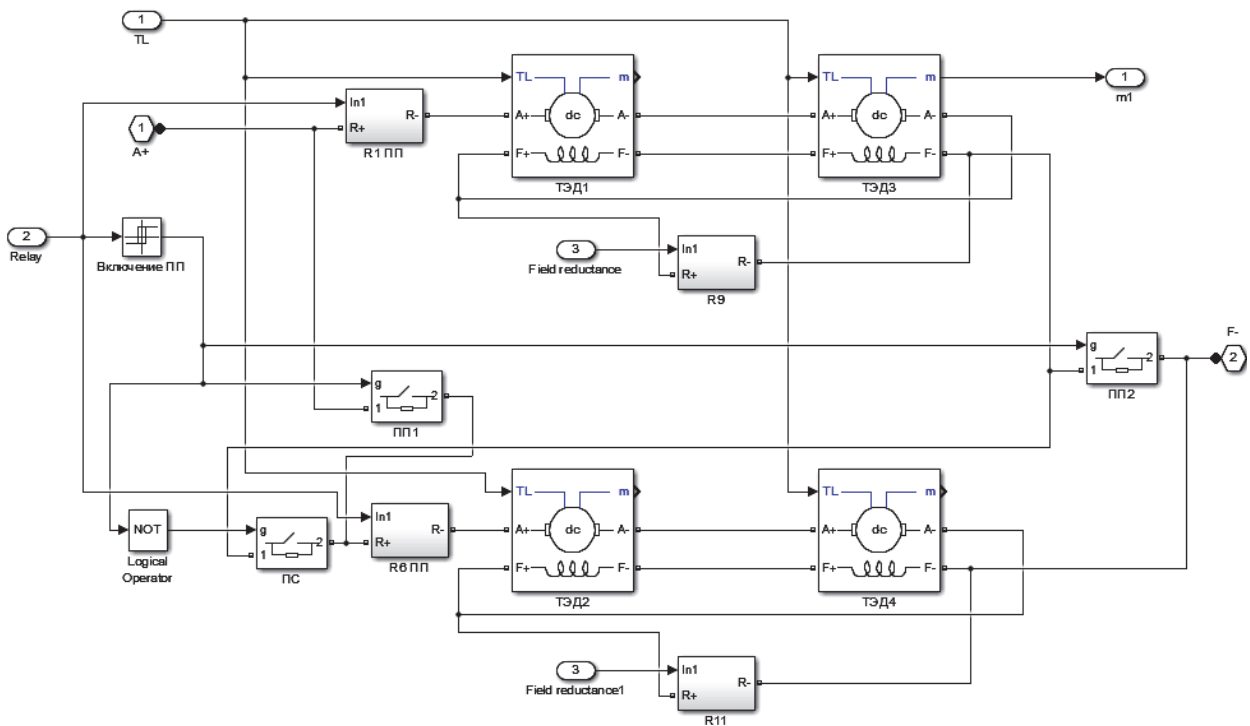 1
TL
TL
m
A+
dc
A-
F+
F-
ТЭД1
TL
m
A+
dc
A-
F+
F-
ТЭД3
1
m1
In1
R+
R-
R1 ПП
1
A+
2
Relay
Включение ПП
3
Field reductance
In1
R+
R-
R9
g
1
2
ПП1
g
1
2
ПП2
F-
2
NOT
Logical
Operator
g
1
2
ПС
In1
R+
R-
R6 ПП
TL
m
A+
dc
A-
F+
F-
ТЭД2
TL
m
A+
dc
A-
F+
F-
ТЭД4
3
Field reductance1
In1
R+
R-
R11